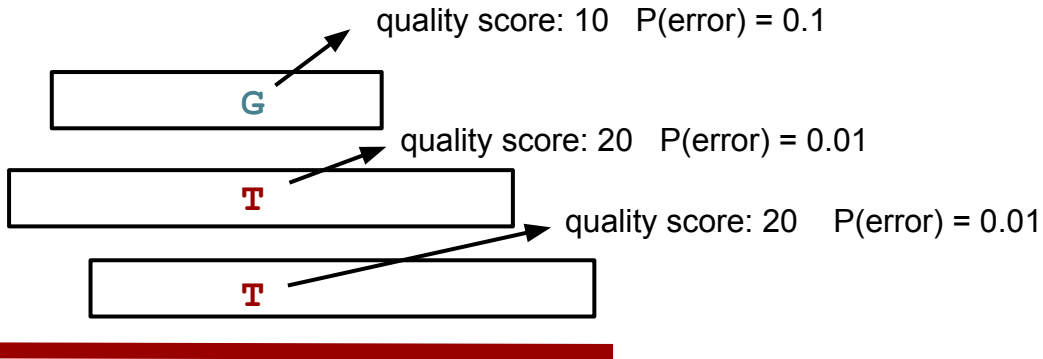 quality score: 10 P(error) = 0.1
G
quality score: 20 P(error) = 0.01
T
quality score: 20 P(error) = 0.01
T